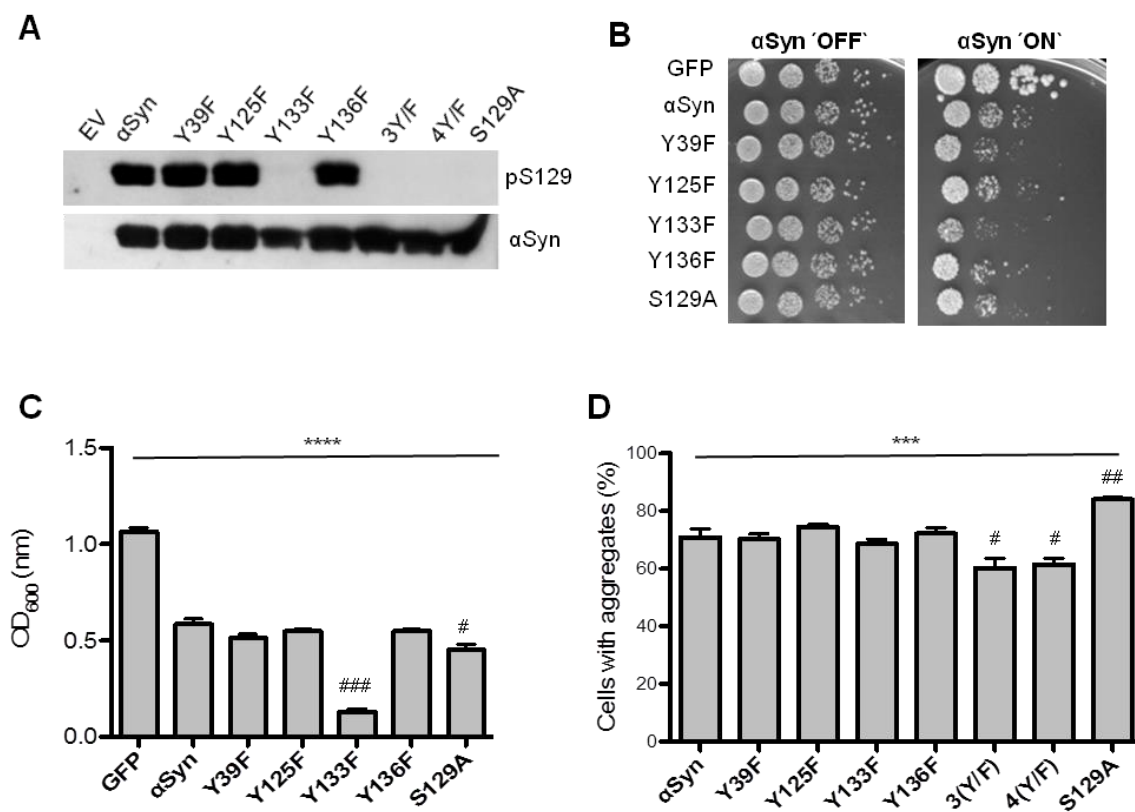 A
EV αSyn Y39F Y125F Y133F Y136F 3Y/F 4Y/F S129A
pS129
αSyn
B
αSyn ´OFF` αSyn ´ON`
GFP
αSyn
Y39F
Y125F
Y133F
Y136F
S129A
C
****
1.5
1.0
0.5
0.0
OD600 (nm)
###
#
GFP αSyn Y39F Y125F Y133F Y136F S129A
D
***
100
80
60
40
20
0
Cells with aggregates (%)
# # ##
αSyn Y39F Y125F Y133F Y136F 3(Y/F) 4(Y/F) S129A